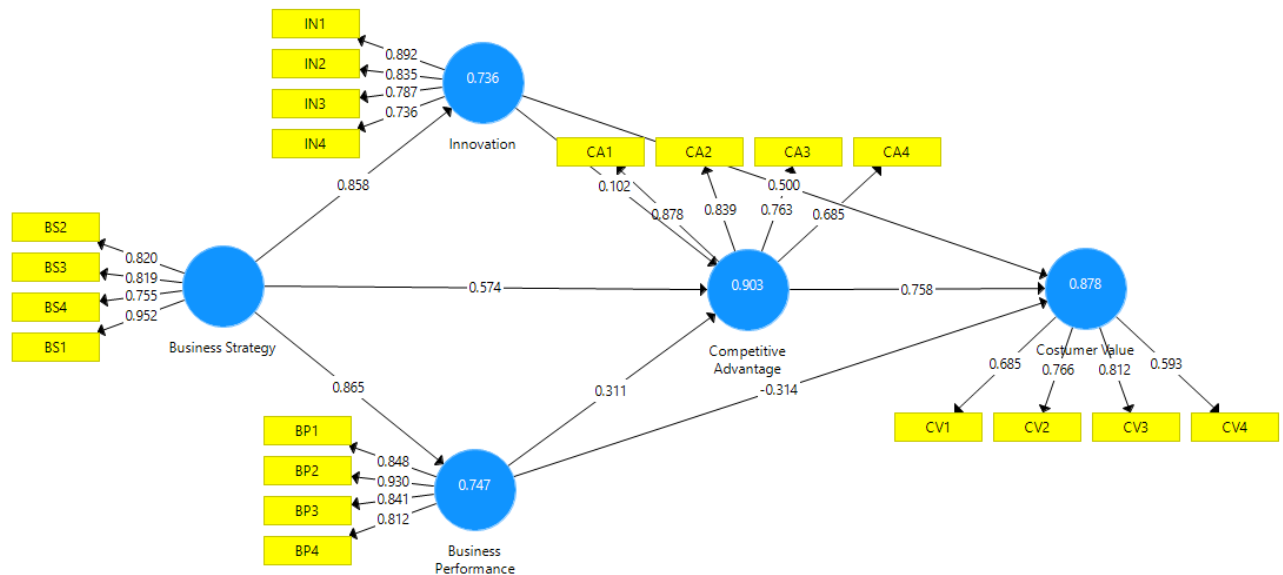 IN1
0.892
IN2
0.835
IN3
0.787
IN4
0.736
0.736
Innovation
CA1
CA2
CA3
CA4
0.102
0.500
0.878
0.839
0.763
0.685
0.858
BS2
0.820
BS3
0.819
BS4
0.755
BS1
0.952
Business Strategy
0.574
0.903
Competitive
Advantage
0.758
0.878
Costumer Value
0.685
0.766
0.812
0.593
CV1
CV2
CV3
CV4
0.865
0.311
-0.314
BP1
0.848
BP2
0.930
BP3
0.841
BP4
0.812
0.747
Business
Performance